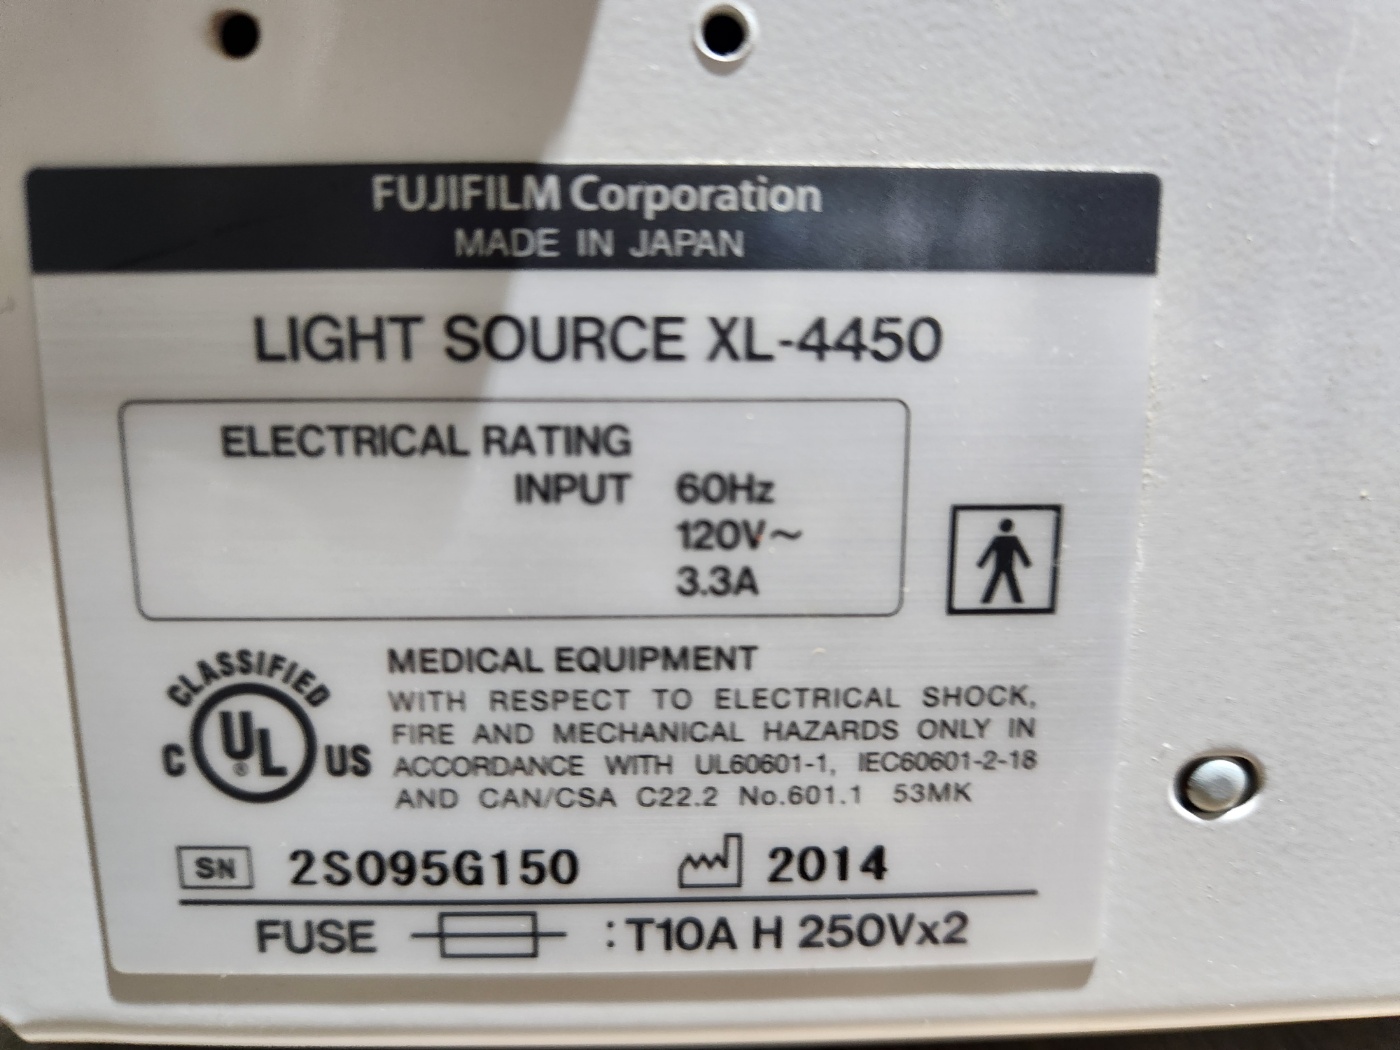 FUJIFILM Corporation
MADE IN JAPAN
LIGHT SOURCE XL-4450
ELECTRICAL RATING
INPUT 60Hz
120V~
3.3A
CLASSIFIED
C UL US
®
MEDICAL EQUIPMENT
WITH RESPECT TO ELECTRICAL SHOCK,
FIRE AND MECHANICAL HAZARDS ONLY IN
ACCORDANCE WITH UL60601-1, IEC60601-2-18
AND CAN/CSA C22.2 No.601.1 53MK
SN 2S095G150 2014
FUSE :T10A H 250Vx2